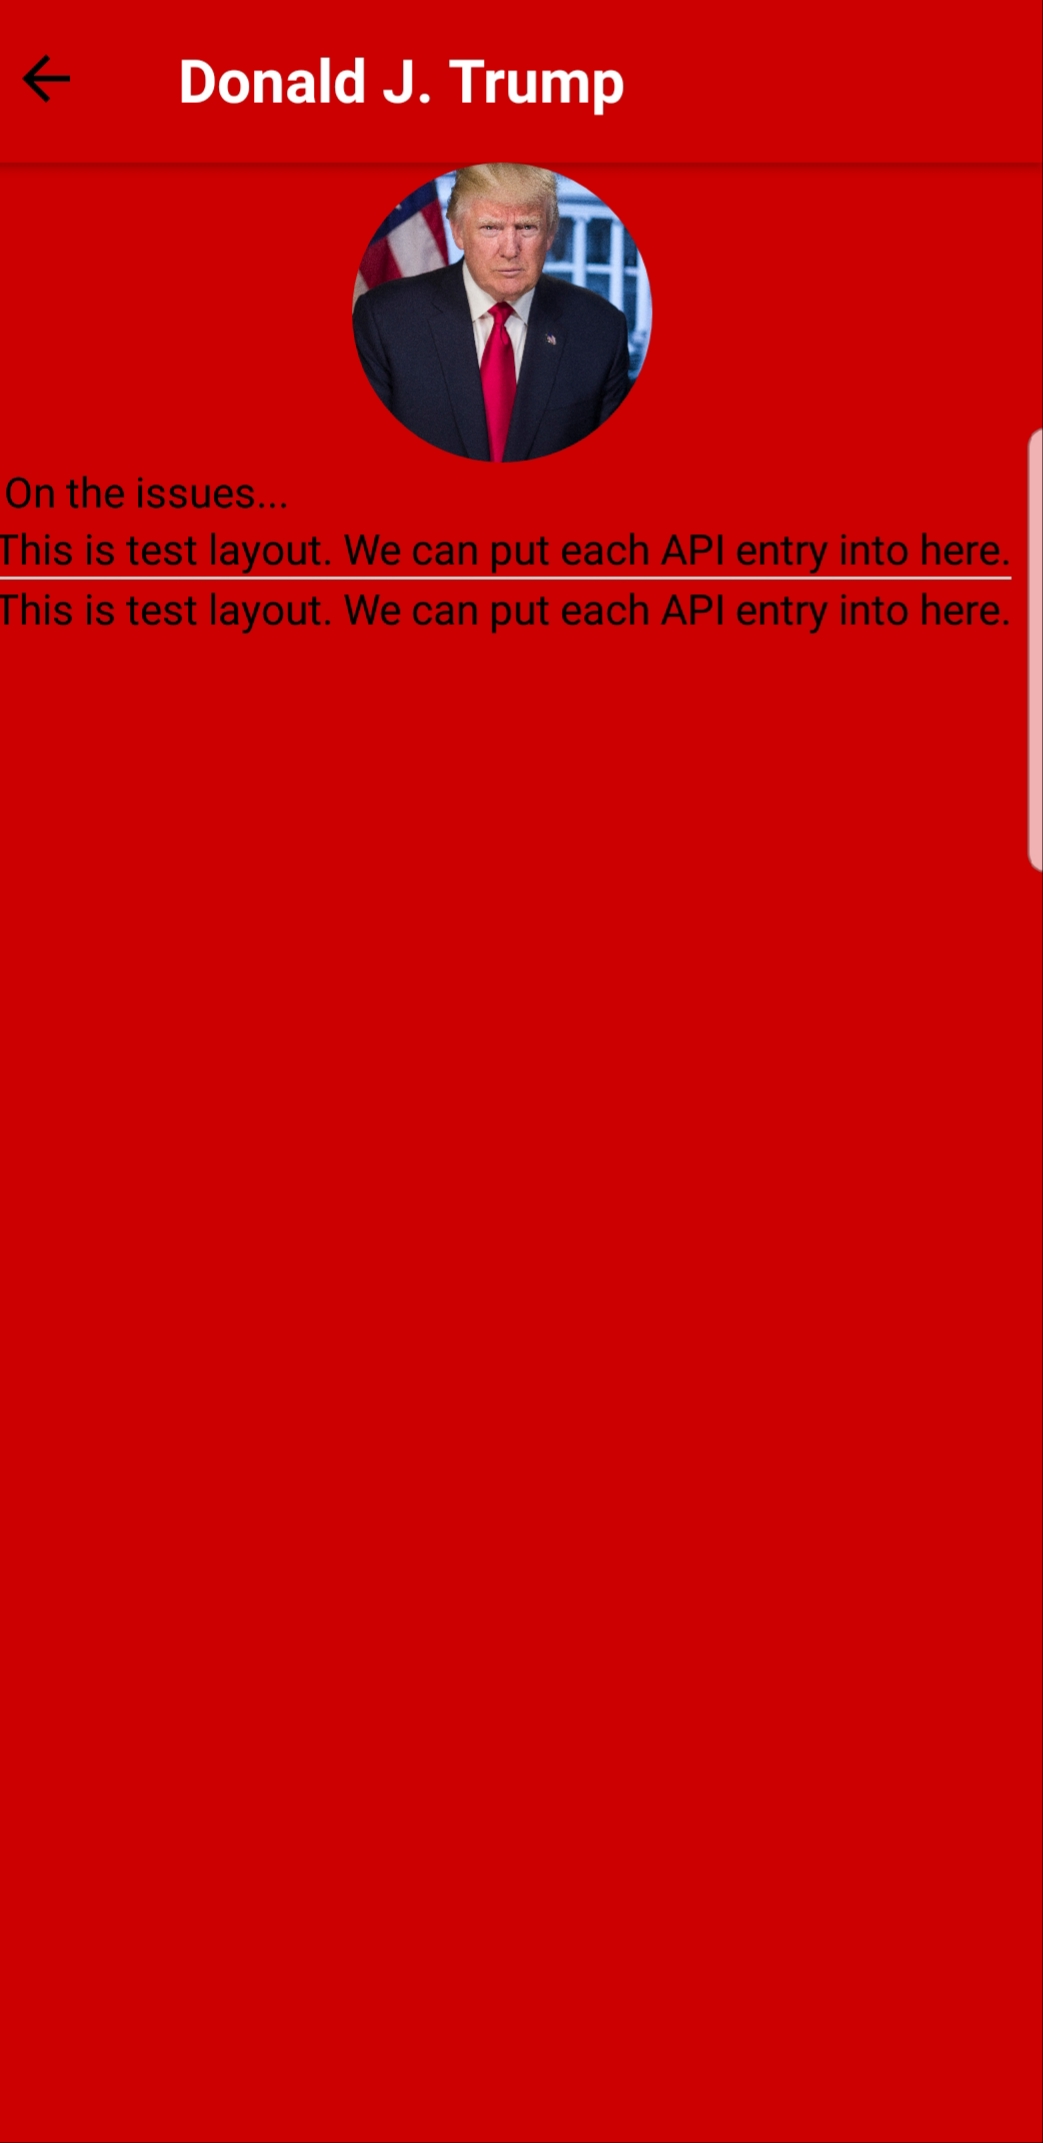 Donald J. Trump
On the issues...
This is test layout. We can put each API entry into here.
This is test layout. We can put each API entry into here.